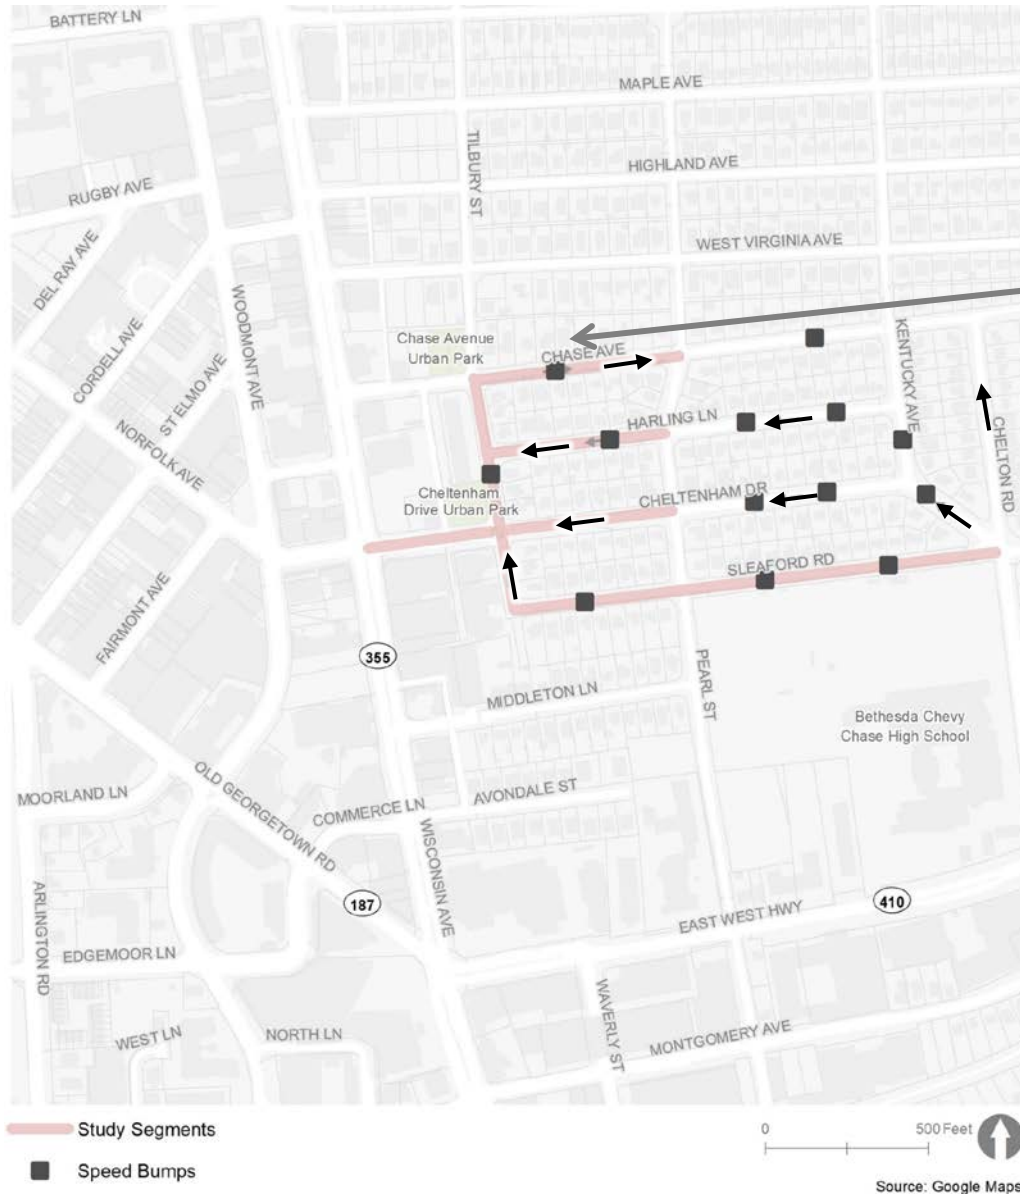 BATTERY LN
MAPLE AVE
TILBURY ST
HIGHLAND AVE
RUGBY AVE
WEST VIRGINIA AVE
DEL RAY AVE
WOODMONT AVE
CORDELL AVE
ST ELMO AVE
NORFOLK AVE
Chase Avenue
Urban Park
CHASE AVE
KENTUCKY AVE
CHELTON RD
HARLING LN
CHELTENHAM DR
Cheltenham
Drive Urban Park
SLEAFORD RD
FAIRMONT AVE
355
PEARL ST
MIDDLETON LN
Bethesda Chevy
Chase High School
OLD GEORGETOWN RD
MOORLAND LN
COMMERCE LN
AVONDALE ST
WISCONSIN AVE
ARLINGTON RD
187
410
EAST WEST HWY
EDGEMOOR LN
WAVERLY ST
WEST LN
NORTH LN
MONTGOMERY AVE
Study Segments
Speed Bumps
0 500 Feet
Source: Google Maps